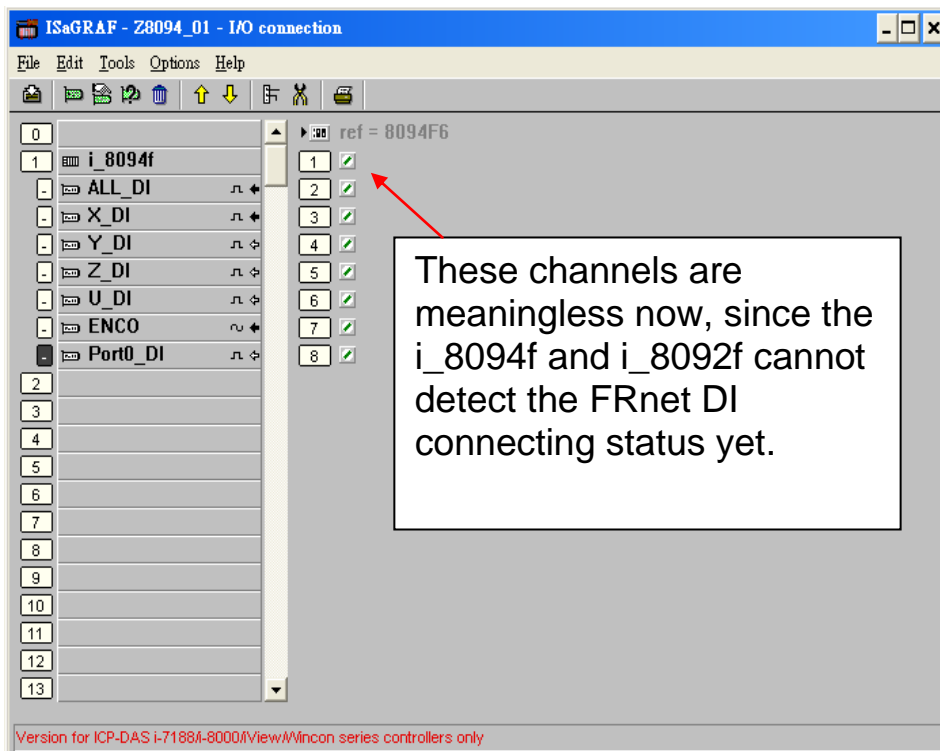 ISaGRAF - Z8094_01 - I/O connection
File Edit Tools Options Help
0
1 i_8094f
- ALL_DI
- X_DI
- Y_DI
- Z_DI
- U_DI
- ENCO
- Port0_DI
2
3
4
5
6
7
8
9
10
11
12
13
ref = 8094F6
1
2
3
4
5
6
7
8
These channels are
meaningless now, since the
i_8094f and i_8092f cannot
detect the FRnet DI
connecting status yet.
Version for ICP-DAS i-7188/i-8000/iView/Wincon series controllers only